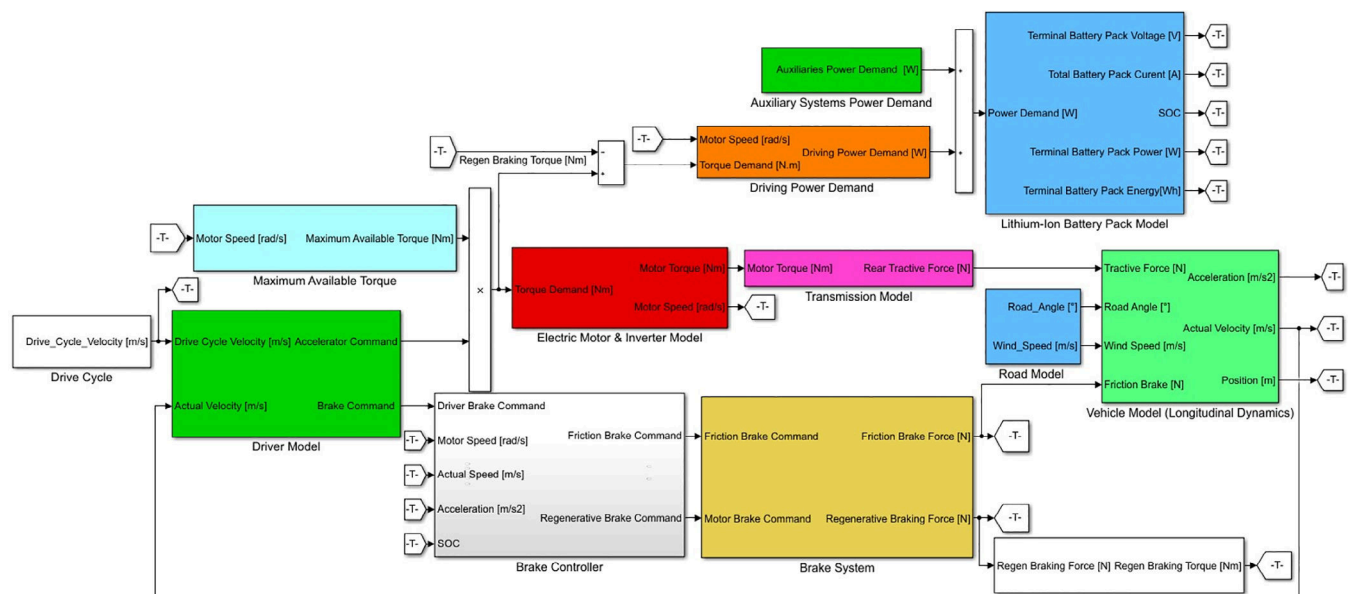 Auxiliaries Power Demand [W]
Auxiliary Systems Power Demand
Terminal Battery Pack Voltage [V]
Total Battery Pack Curent [A]
Power Demand [W]
SOC
Terminal Battery Pack Power [W]
Terminal Battery Pack Energy[Wh]
Lithium-Ion Battery Pack Model
-T-
-T-
-T-
-T-
-T-
-T-
Regen Braking Torque [Nm]
-T-
Motor Speed [rad/s]
Driving Power Demand [W]
Torque Demand [N.m]
Driving Power Demand
-T-
Motor Speed [rad/s]
Maximum Available Torque [Nm]
Maximum Available Torque
-T-
×
Drive_Cycle_Velocity [m/s]
Drive Cycle
Drive Cycle Velocity [m/s]
Accelerator Command
Actual Velocity [m/s]
Brake Command
Driver Model
Motor Torque [Nm]
Torque Demand [Nm]
Motor Speed [rad/s]
Electric Motor & Inverter Model
-T-
Motor Torque [Nm]
Rear Tractive Force [N]
Transmission Model
Road_Angle [°]
Wind_Speed [m/s]
Road Model
Tractive Force [N]
Acceleration [m/s2]
Road Angle [°]
Actual Velocity [m/s]
Wind Speed [m/s]
Position [m]
Friction Brake [N]
Vehicle Model (Longitudinal Dynamics)
-T-
-T-
-T-
Driver Brake Command
-T-
Motor Speed [rad/s]
Friction Brake Command
-T-
Actual Speed [m/s]
-T-
Acceleration [m/s2]
Regenerative Brake Command
-T-
SOC
Brake Controller
Friction Brake Command
Friction Brake Force [N]
Motor Brake Command
Regenerative Braking Force [N]
Brake System
-T-
-T-
Regen Braking Force [N]
Regen Braking Torque [Nm]
-T-